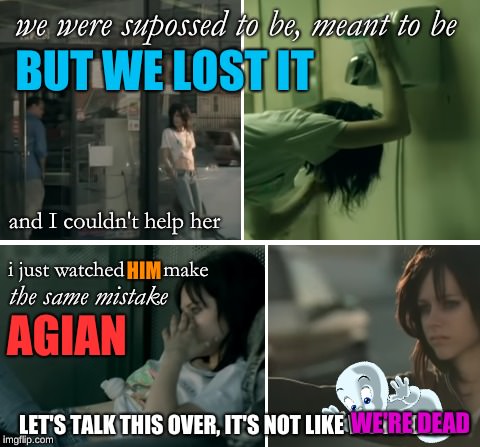 we were supossed to be, meant to be
BUT WE LOST IT
and I couldn't help her
i just watched HIM make
the same mistake
AGIAN
LET'S TALK THIS OVER, IT'S NOT LIKE WE'RE DEAD
imgflip.com